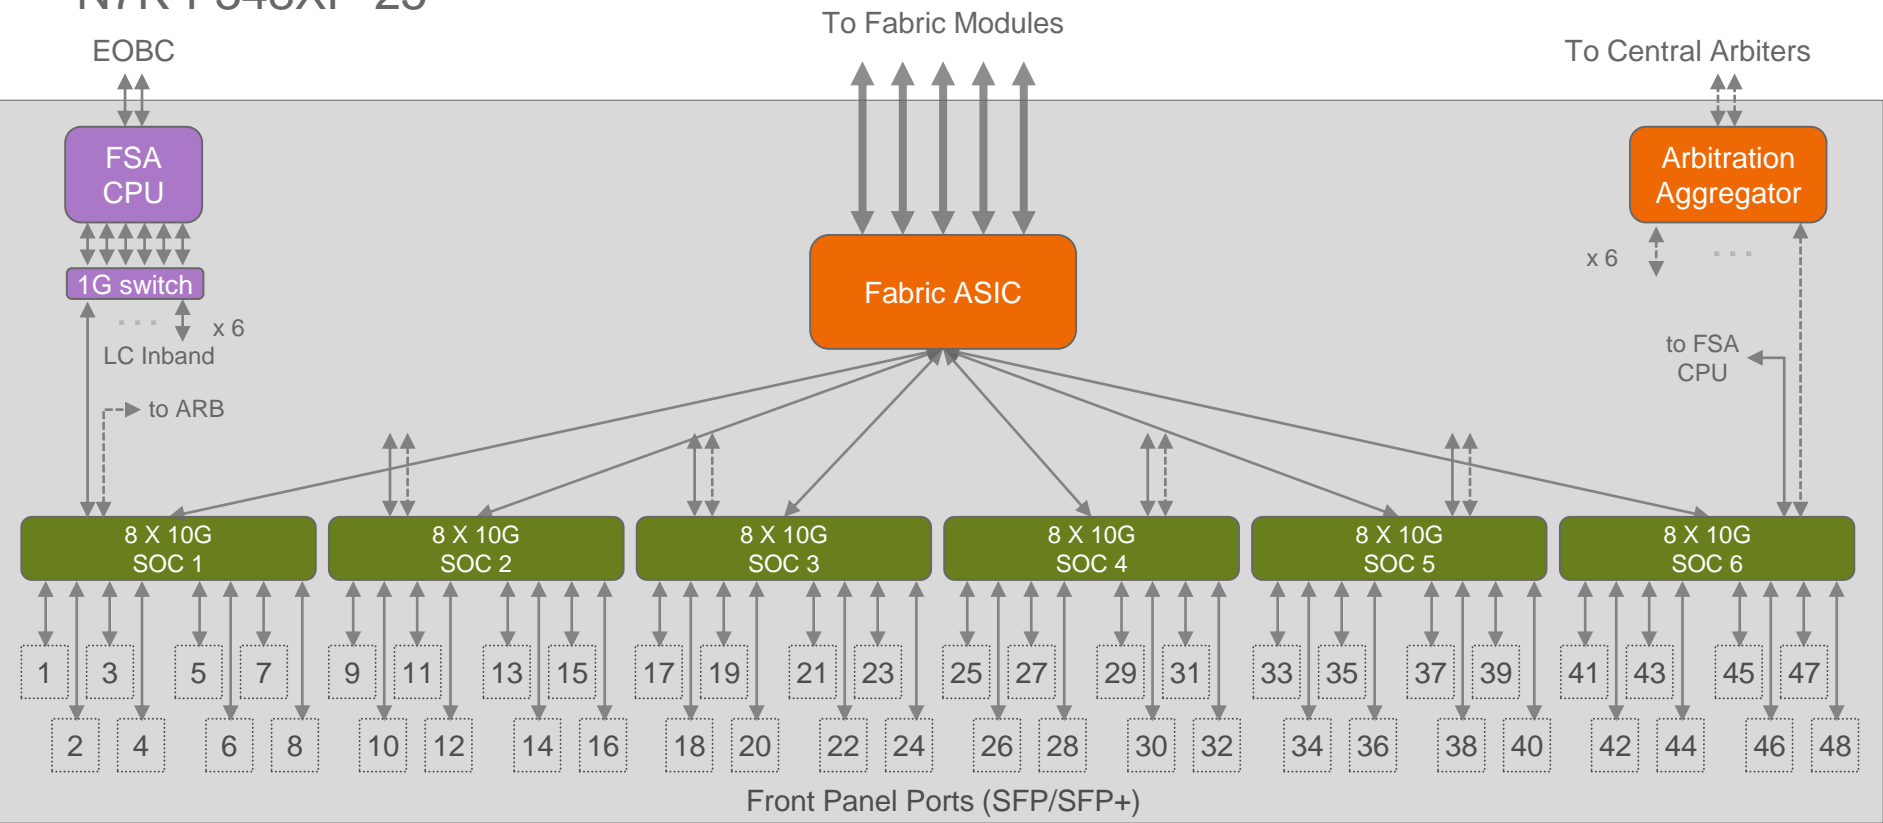 To Fabric Modules
EOBC
To Central Arbiters
FSA
CPU
Arbitration
Aggregator
1G switch
. . .
x 6
LC Inband
to ARB
Fabric ASIC
x 6
. . .
to FSA
CPU
8 X 10G
SOC 1
8 X 10G
SOC 2
8 X 10G
SOC 3
8 X 10G
SOC 4
8 X 10G
SOC 5
8 X 10G
SOC 6
1 3 5 7 9 11 13 15 17 19 21 23 25 27 29 31 33 35 37 39 41 43 45 47
2 4 6 8 10 12 14 16 18 20 22 24 26 28 30 32 34 36 38 40 42 44 46 48
Front Panel Ports (SFP/SFP+)